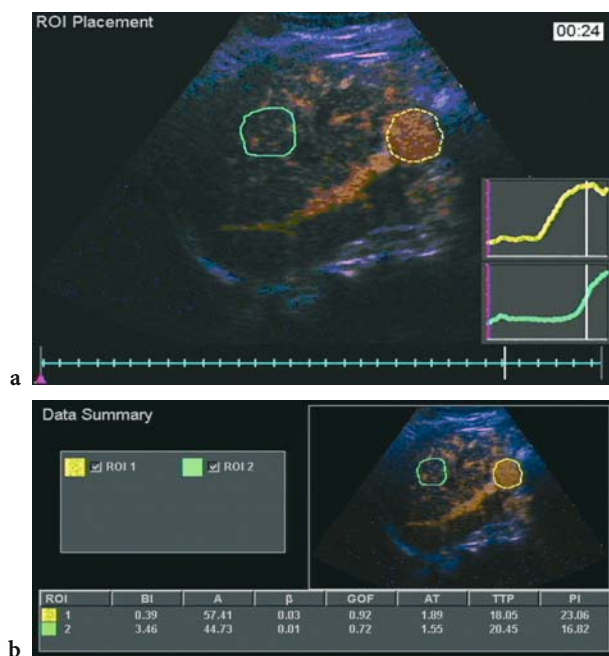 ROI Placement
00:24
a
Data Summary
ROI 1 ROI 2
ROI BI A β GOF AT TTP PI
1 0.39 57.41 0.03 0.92 1.89 18.05 23.06
2 3.46 44.73 0.01 0.72 1.55 20.45 16.82
b